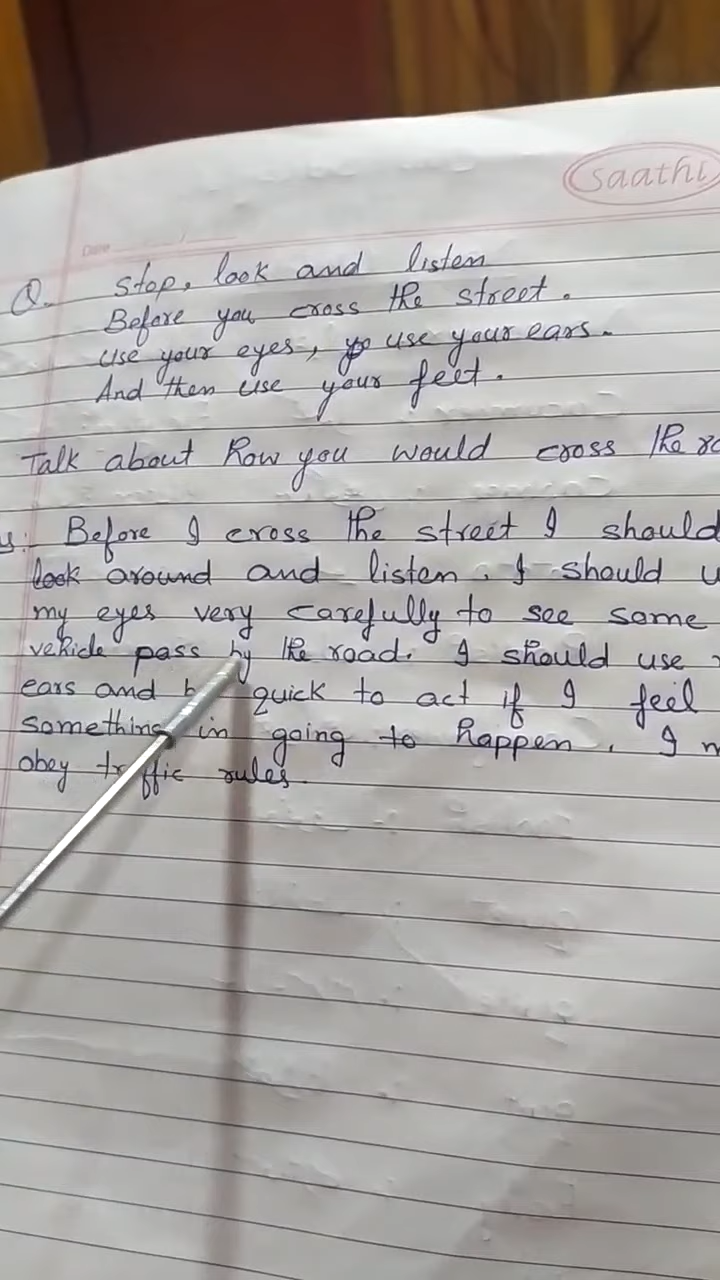 Saathi
Date
Q. Stop, look and listen
Before you cross the street.
Use your eyes, use your ears.
And then use your feet.
Talk about how you would cross the
Before I cross the street I should
look around and listen. I should
my eyes very carefully to see some
vehicle pass by the road. I should use
ears and quick to act if I feel
something in going to happen. I
obey traffic rules.